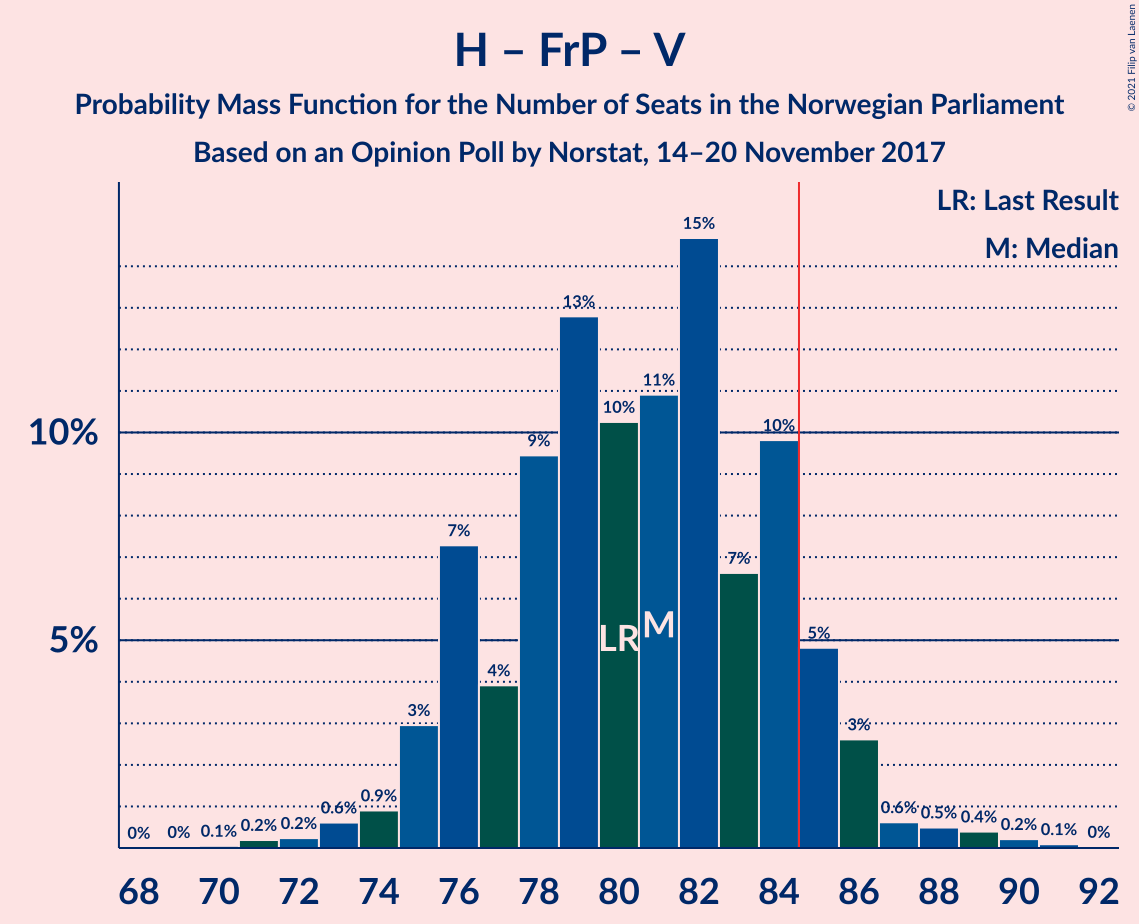 H – FrP – V
Probability Mass Function for the Number of Seats in the Norwegian Parliament
Based on an Opinion Poll by Norstat, 14–20 November 2017
© 2021 Filip van Laenen
LR: Last Result
M: Median
10%
5%
0% 0% 0.1% 0.2% 0.2% 0.6% 0.9% 3% 7% 4% 9% 13% 10% 11% 15% 7% 10% 5% 3% 0.6% 0.5% 0.4% 0.2% 0.1% 0%
LR M
68 70 72 74 76 78 80 82 84 86 88 90 92